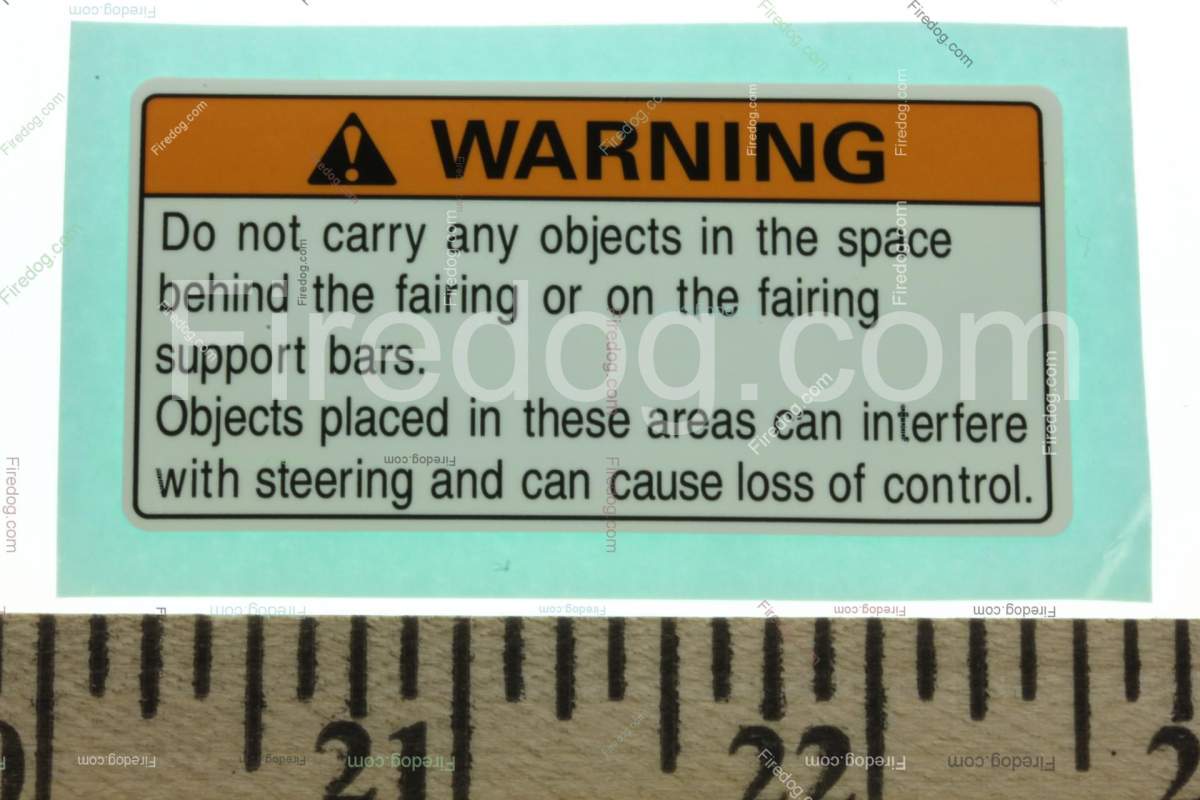 WARNING
Do not carry any objects in the space
behind the fairing or on the fairing
support bars.
Objects placed in these areas can interfere
with steering and can cause loss of control.
Firedog.com
21
22